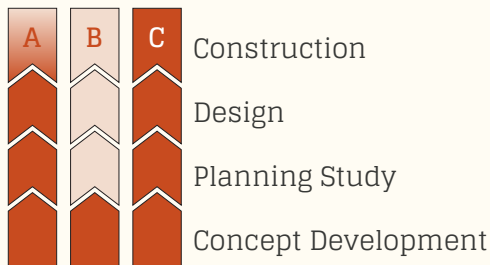 A B C
Construction
Design
Planning Study
Concept Development